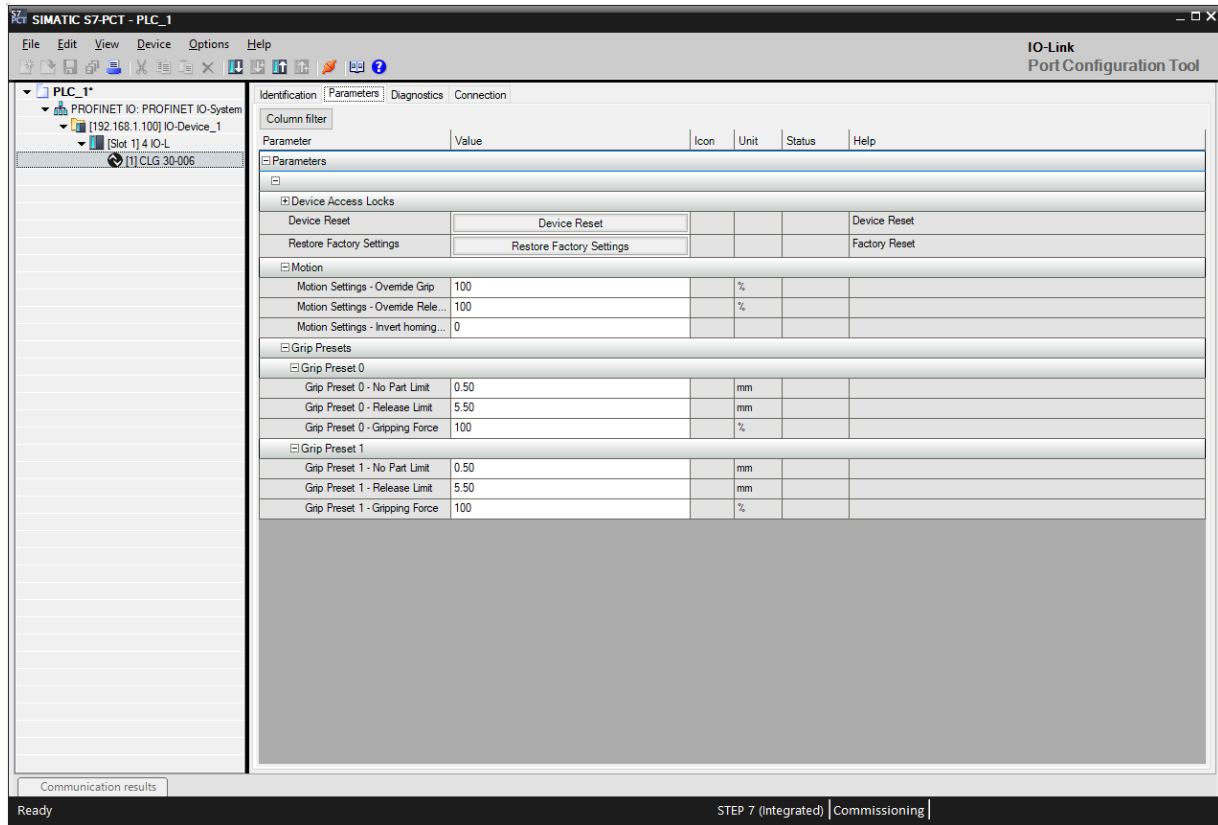 SIMATIC S7-PCT - PLC_1
File Edit View Device Options Help
IO-Link
Port Configuration Tool
PLC_1*
PROFINET IO: PROFINET IO-System
[192.168.1.100] IO-Device_1
[Slot 1] 4 IO-L
[1] CLG 30-006
Identification Parameters Diagnostics Connection
Column filter
Parameter Value Icon Unit Status Help
Parameters
Device Access Locks
Device Reset Device Reset Device Reset
Restore Factory Settings Restore Factory Settings Factory Reset
Motion
Motion Settings - Override Grip 100 %
Motion Settings - Override Rele... 100 %
Motion Settings - Invert homing... 0
Grip Presets
Grip Preset 0
Grip Preset 0 - No Part Limit 0.50 mm
Grip Preset 0 - Release Limit 5.50 mm
Grip Preset 0 - Gripping Force 100 %
Grip Preset 1
Grip Preset 1 - No Part Limit 0.50 mm
Grip Preset 1 - Release Limit 5.50 mm
Grip Preset 1 - Gripping Force 100 %
Communication results
Ready STEP 7 (Integrated) Commissioning